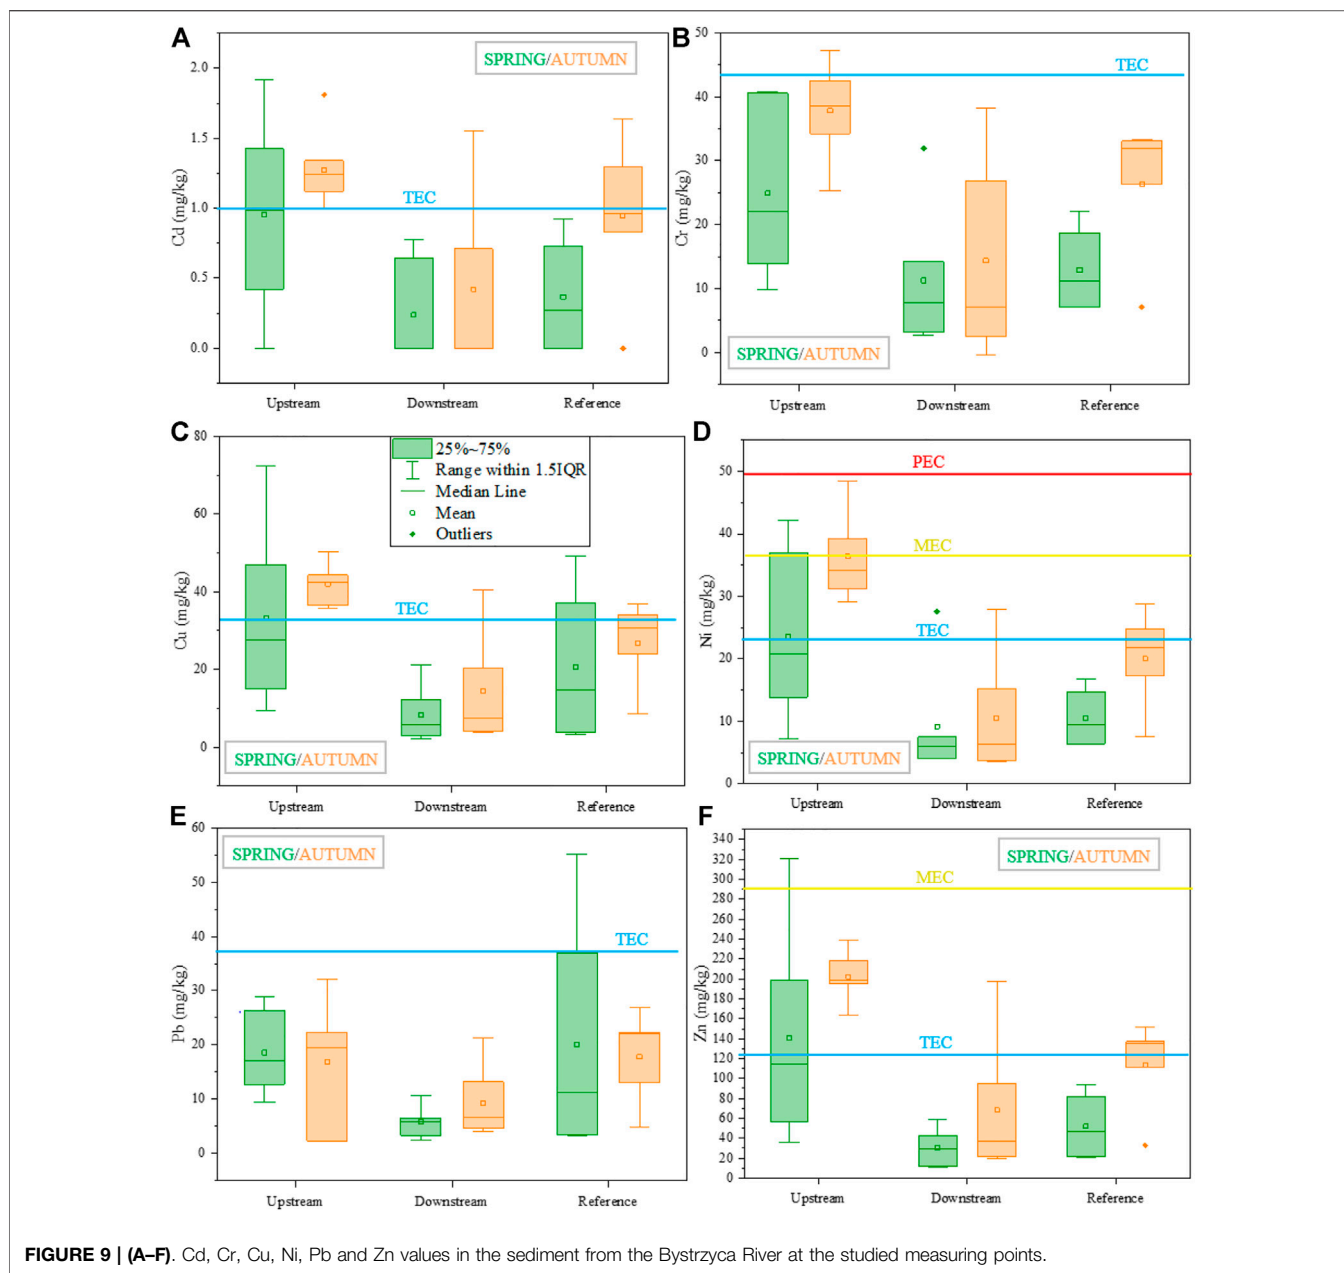 A
2.0
1.5
1.0
0.5
0.0
Cd (mg/kg)
SPRING/AUTUMN
TEC
Upstream
Downstream
Reference
B
50
40
30
20
10
0
Cr (mg/kg)
TEC
SPRING/AUTUMN
Upstream
Downstream
Reference
C
80
60
40
20
0
Cu (mg/kg)
25%~75%
Range within 1.5IQR
Median Line
Mean
Outliers
TEC
SPRING/AUTUMN
Upstream
Downstream
Reference
D
50
40
30
20
10
0
Ni (mg/kg)
PEC
MEC
TEC
SPRING/AUTUMN
Upstream
Downstream
Reference
E
60
50
40
30
20
10
0
Pb (mg/kg)
SPRING/AUTUMN
TEC
Upstream
Downstream
Reference
F
340
320
300
280
260
240
220
200
180
160
140
120
100
80
60
40
20
0
Zn (mg/kg)
SPRING/AUTUMN
MEC
TEC
Upstream
Downstream
Reference
FIGURE 9 | (A–F). Cd, Cr, Cu, Ni, Pb and Zn values in the sediment from the Bystrzyca River at the studied measuring points.